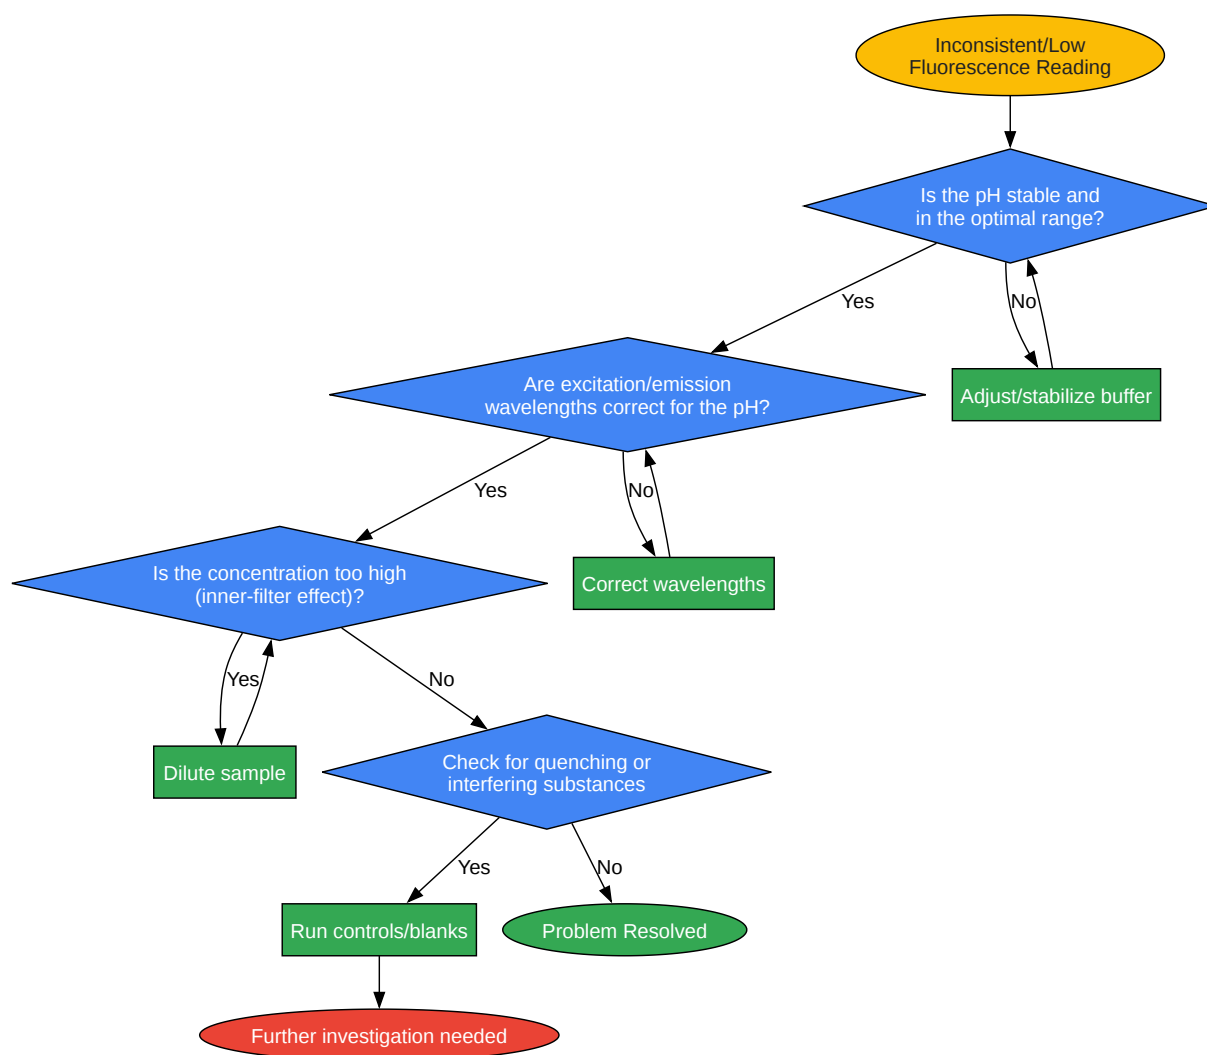 Inconsistent/Low
Fluorescence Reading
Is the pH stable and
in the optimal range?
Yes
No
Are excitation/emission
wavelengths correct for the pH?
Adjust/stabilize buffer
Yes
No
Is the concentration too high
(inner-filter effect)?
Correct wavelengths
Yes
No
Dilute sample
Check for quenching or
interfering substances
Yes
No
Run controls/blanks
Problem Resolved
Further investigation needed